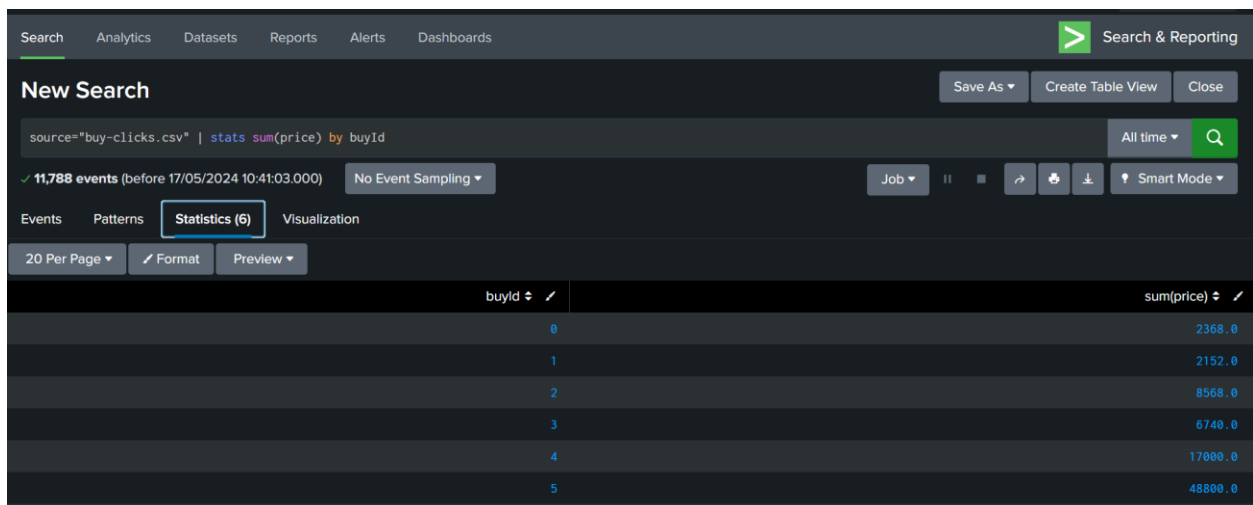 Search Analytics Datasets Reports Alerts Dashboards > Search & Reporting
New Search Save As Create Table View Close
source="buy-clicks.csv" | stats sum(price) by buyId All time
11,788 events (before 17/05/2024 10:41:03.000) No Event Sampling Job Smart Mode
Events Patterns Statistics (6) Visualization
20 Per Page Format Preview
buyId sum(price)
0 2368.0
1 2152.0
2 8568.0
3 6740.0
4 17000.0
5 48800.0